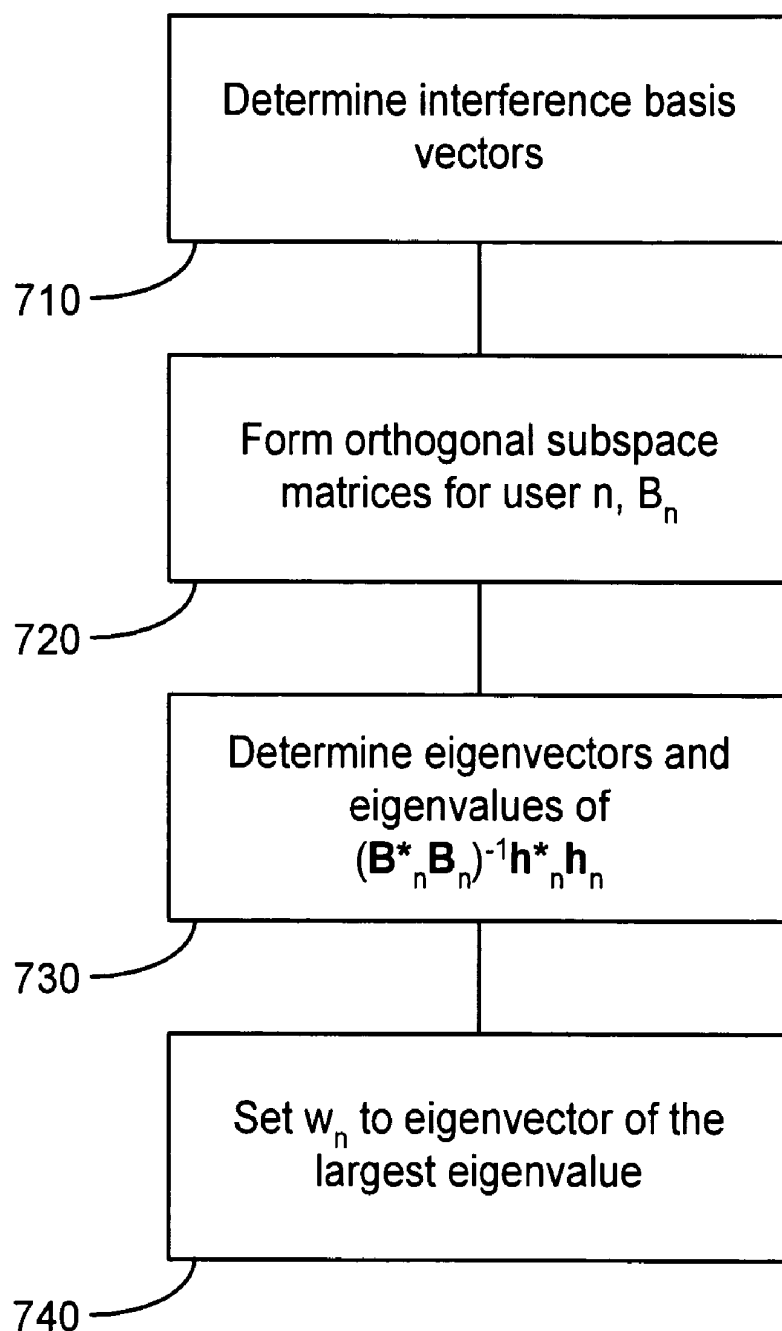 Determine interference basis
vectors
710
Form orthogonal subspace
matrices for user n, Bₙ
720
Determine eigenvectors and
eigenvalues of
(B*ₙBₙ)⁻¹h*ₙhₙ
730
Set wₙ to eigenvector of the
largest eigenvalue
740